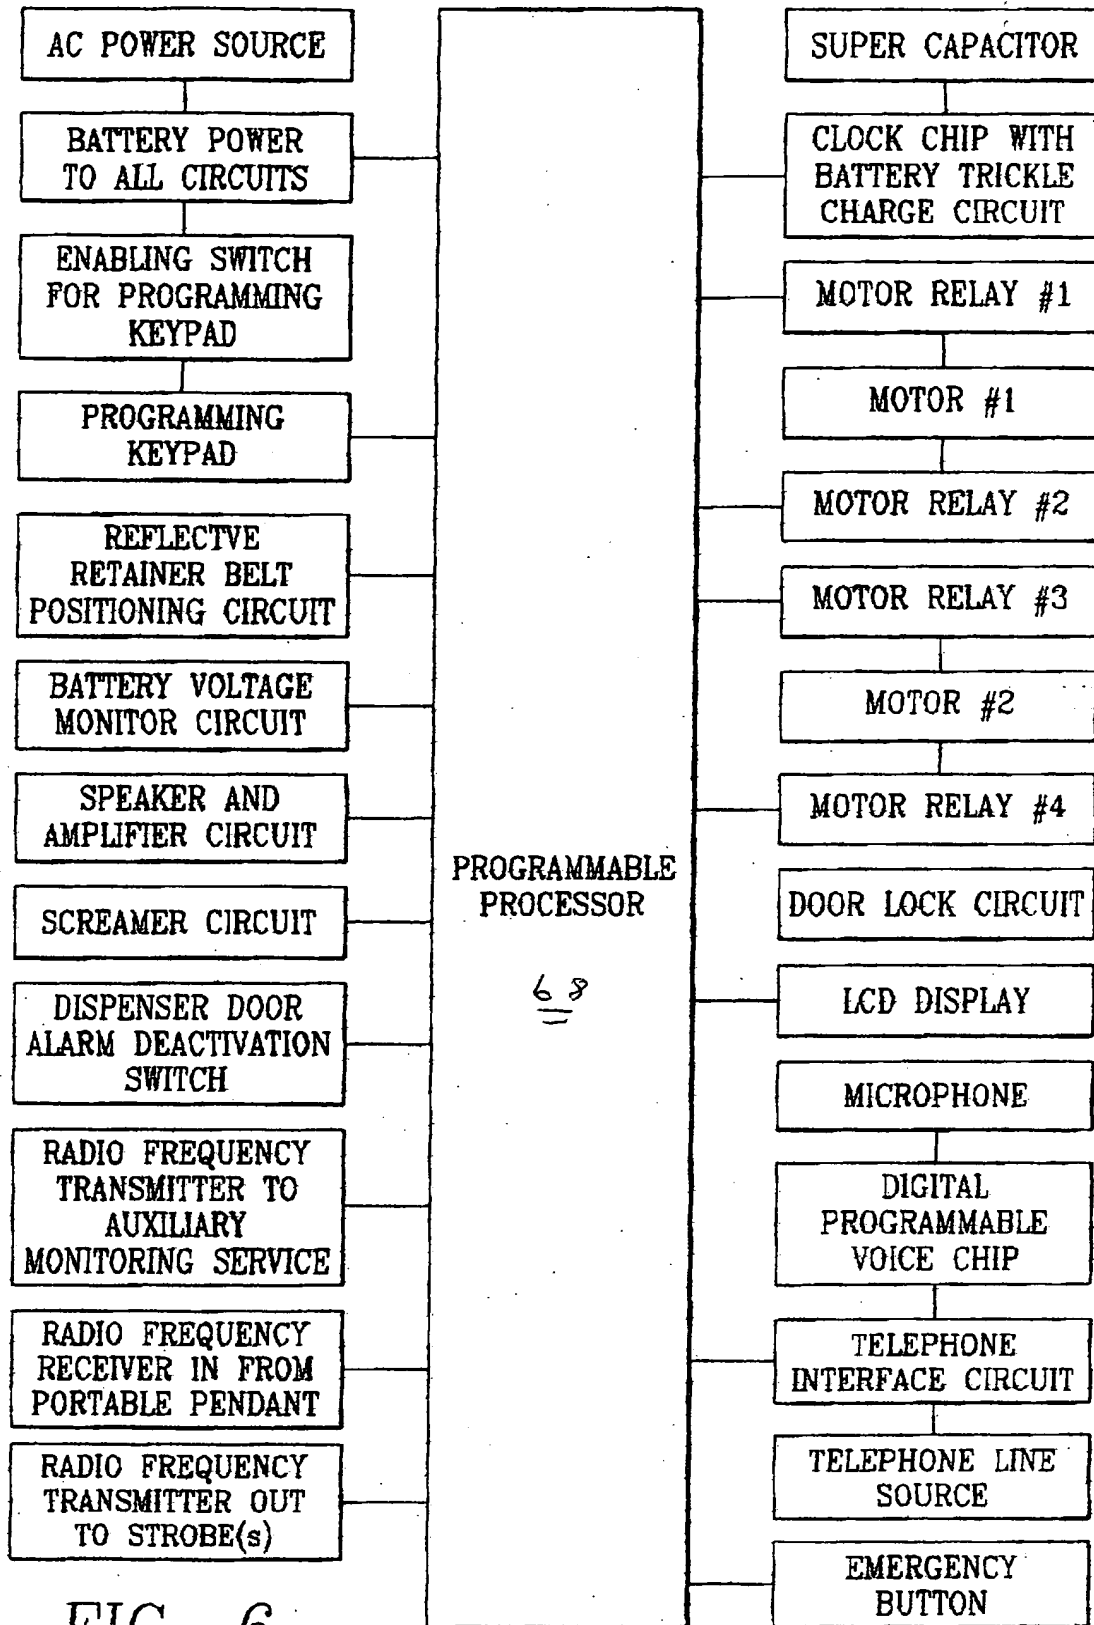 AC POWER SOURCE
BATTERY POWER
TO ALL CIRCUITS
ENABLING SWITCH
FOR PROGRAMMING
KEYPAD
PROGRAMMING
KEYPAD
REFLECTVE
RETAINER BELT
POSITIONING CIRCUIT
BATTERY VOLTAGE
MONITOR CIRCUIT
SPEAKER AND
AMPLIFIER CIRCUIT
SCREAMER CIRCUIT
DISPENSER DOOR
ALARM DEACTIVATION
SWITCH
RADIO FREQUENCY
TRANSMITTER TO
AUXILIARY
MONITORING SERVICE
RADIO FREQUENCY
RECEIVER IN FROM
PORTABLE PENDANT
RADIO FREQUENCY
TRANSMITTER OUT
TO STROBE(s)
PROGRAMMABLE
PROCESSOR
68
SUPER CAPACITOR
CLOCK CHIP WITH
BATTERY TRICKLE
CHARGE CIRCUIT
MOTOR RELAY #1
MOTOR #1
MOTOR RELAY #2
MOTOR RELAY #3
MOTOR #2
MOTOR RELAY #4
DOOR LOCK CIRCUIT
LCD DISPLAY
MICROPHONE
DIGITAL
PROGRAMMABLE
VOICE CHIP
TELEPHONE
INTERFACE CIRCUIT
TELEPHONE LINE
SOURCE
EMERGENCY
BUTTON
FIG. 6